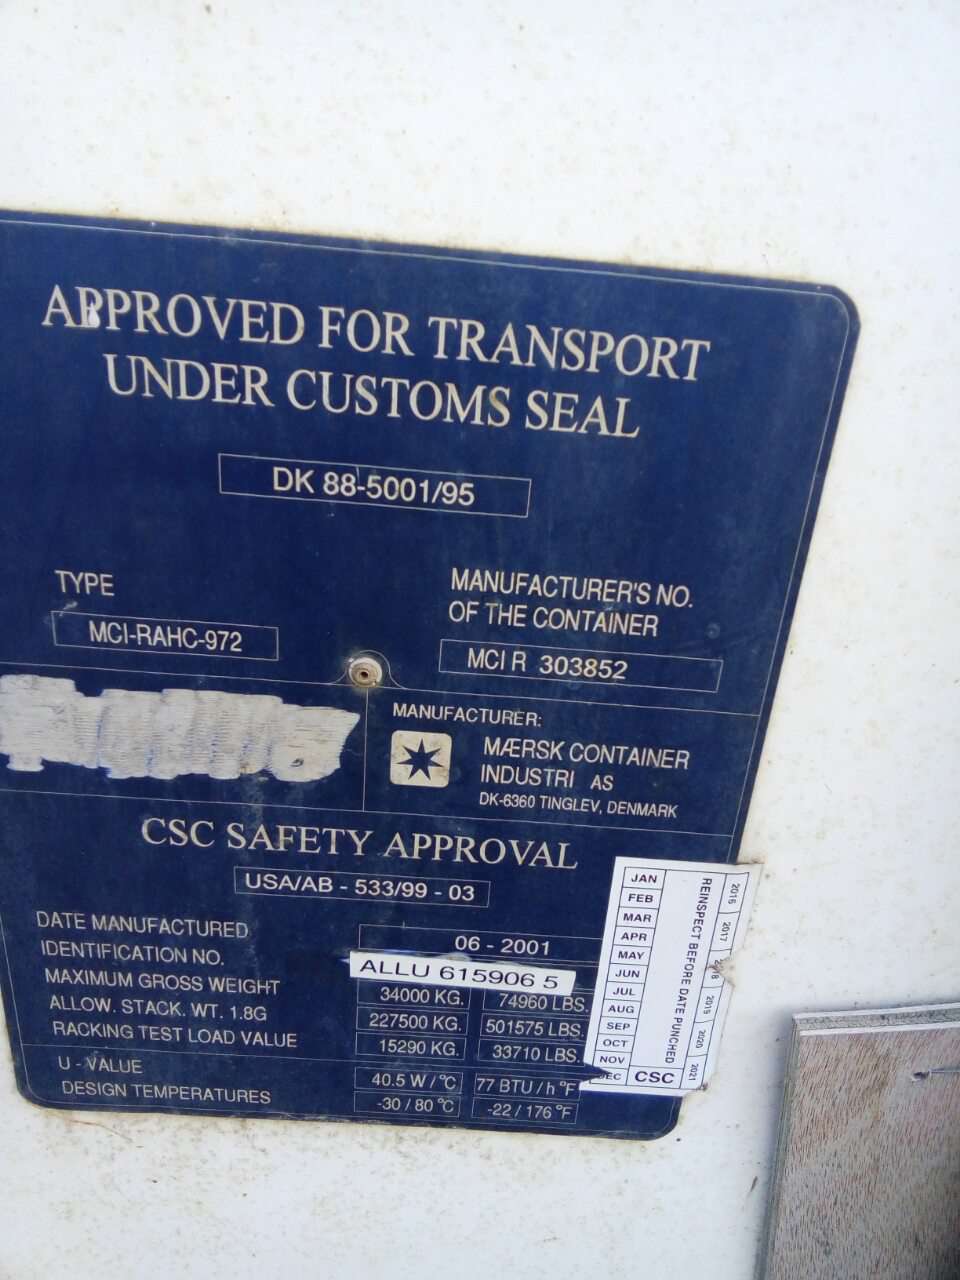 APPROVED FOR TRANSPORT
UNDER CUSTOMS SEAL
DK 88-5001/95
TYPE
MCI-RAHC-972
MANUFACTURER'S NO.
OF THE CONTAINER
MCI R 303852
MANUFACTURER:
MÆRSK CONTAINER
INDUSTRI AS
DK-6360 TINGLEV, DENMARK
CSC SAFETY APPROVAL
USA/AB - 533/99 - 03
DATE MANUFACTURED 06 - 2001
IDENTIFICATION NO. ALLU 615906 5
MAXIMUM GROSS WEIGHT 34000 KG. 74960 LBS.
ALLOW. STACK. WT. 1.8G 227500 KG. 501575 LBS.
RACKING TEST LOAD VALUE 15290 KG. 33710 LBS.
U - VALUE 40.5 W / °C 77 BTU / h °F
DESIGN TEMPERATURES -30 / 80 °C -22 / 176 °F
JAN
FEB
MAR
APR
MAY
JUN
JUL
AUG
SEP
OCT
NOV
DEC
CSC
REINSPECT BEFORE DATE PUNCHED
2016
2017
2018
2019
2020
2021